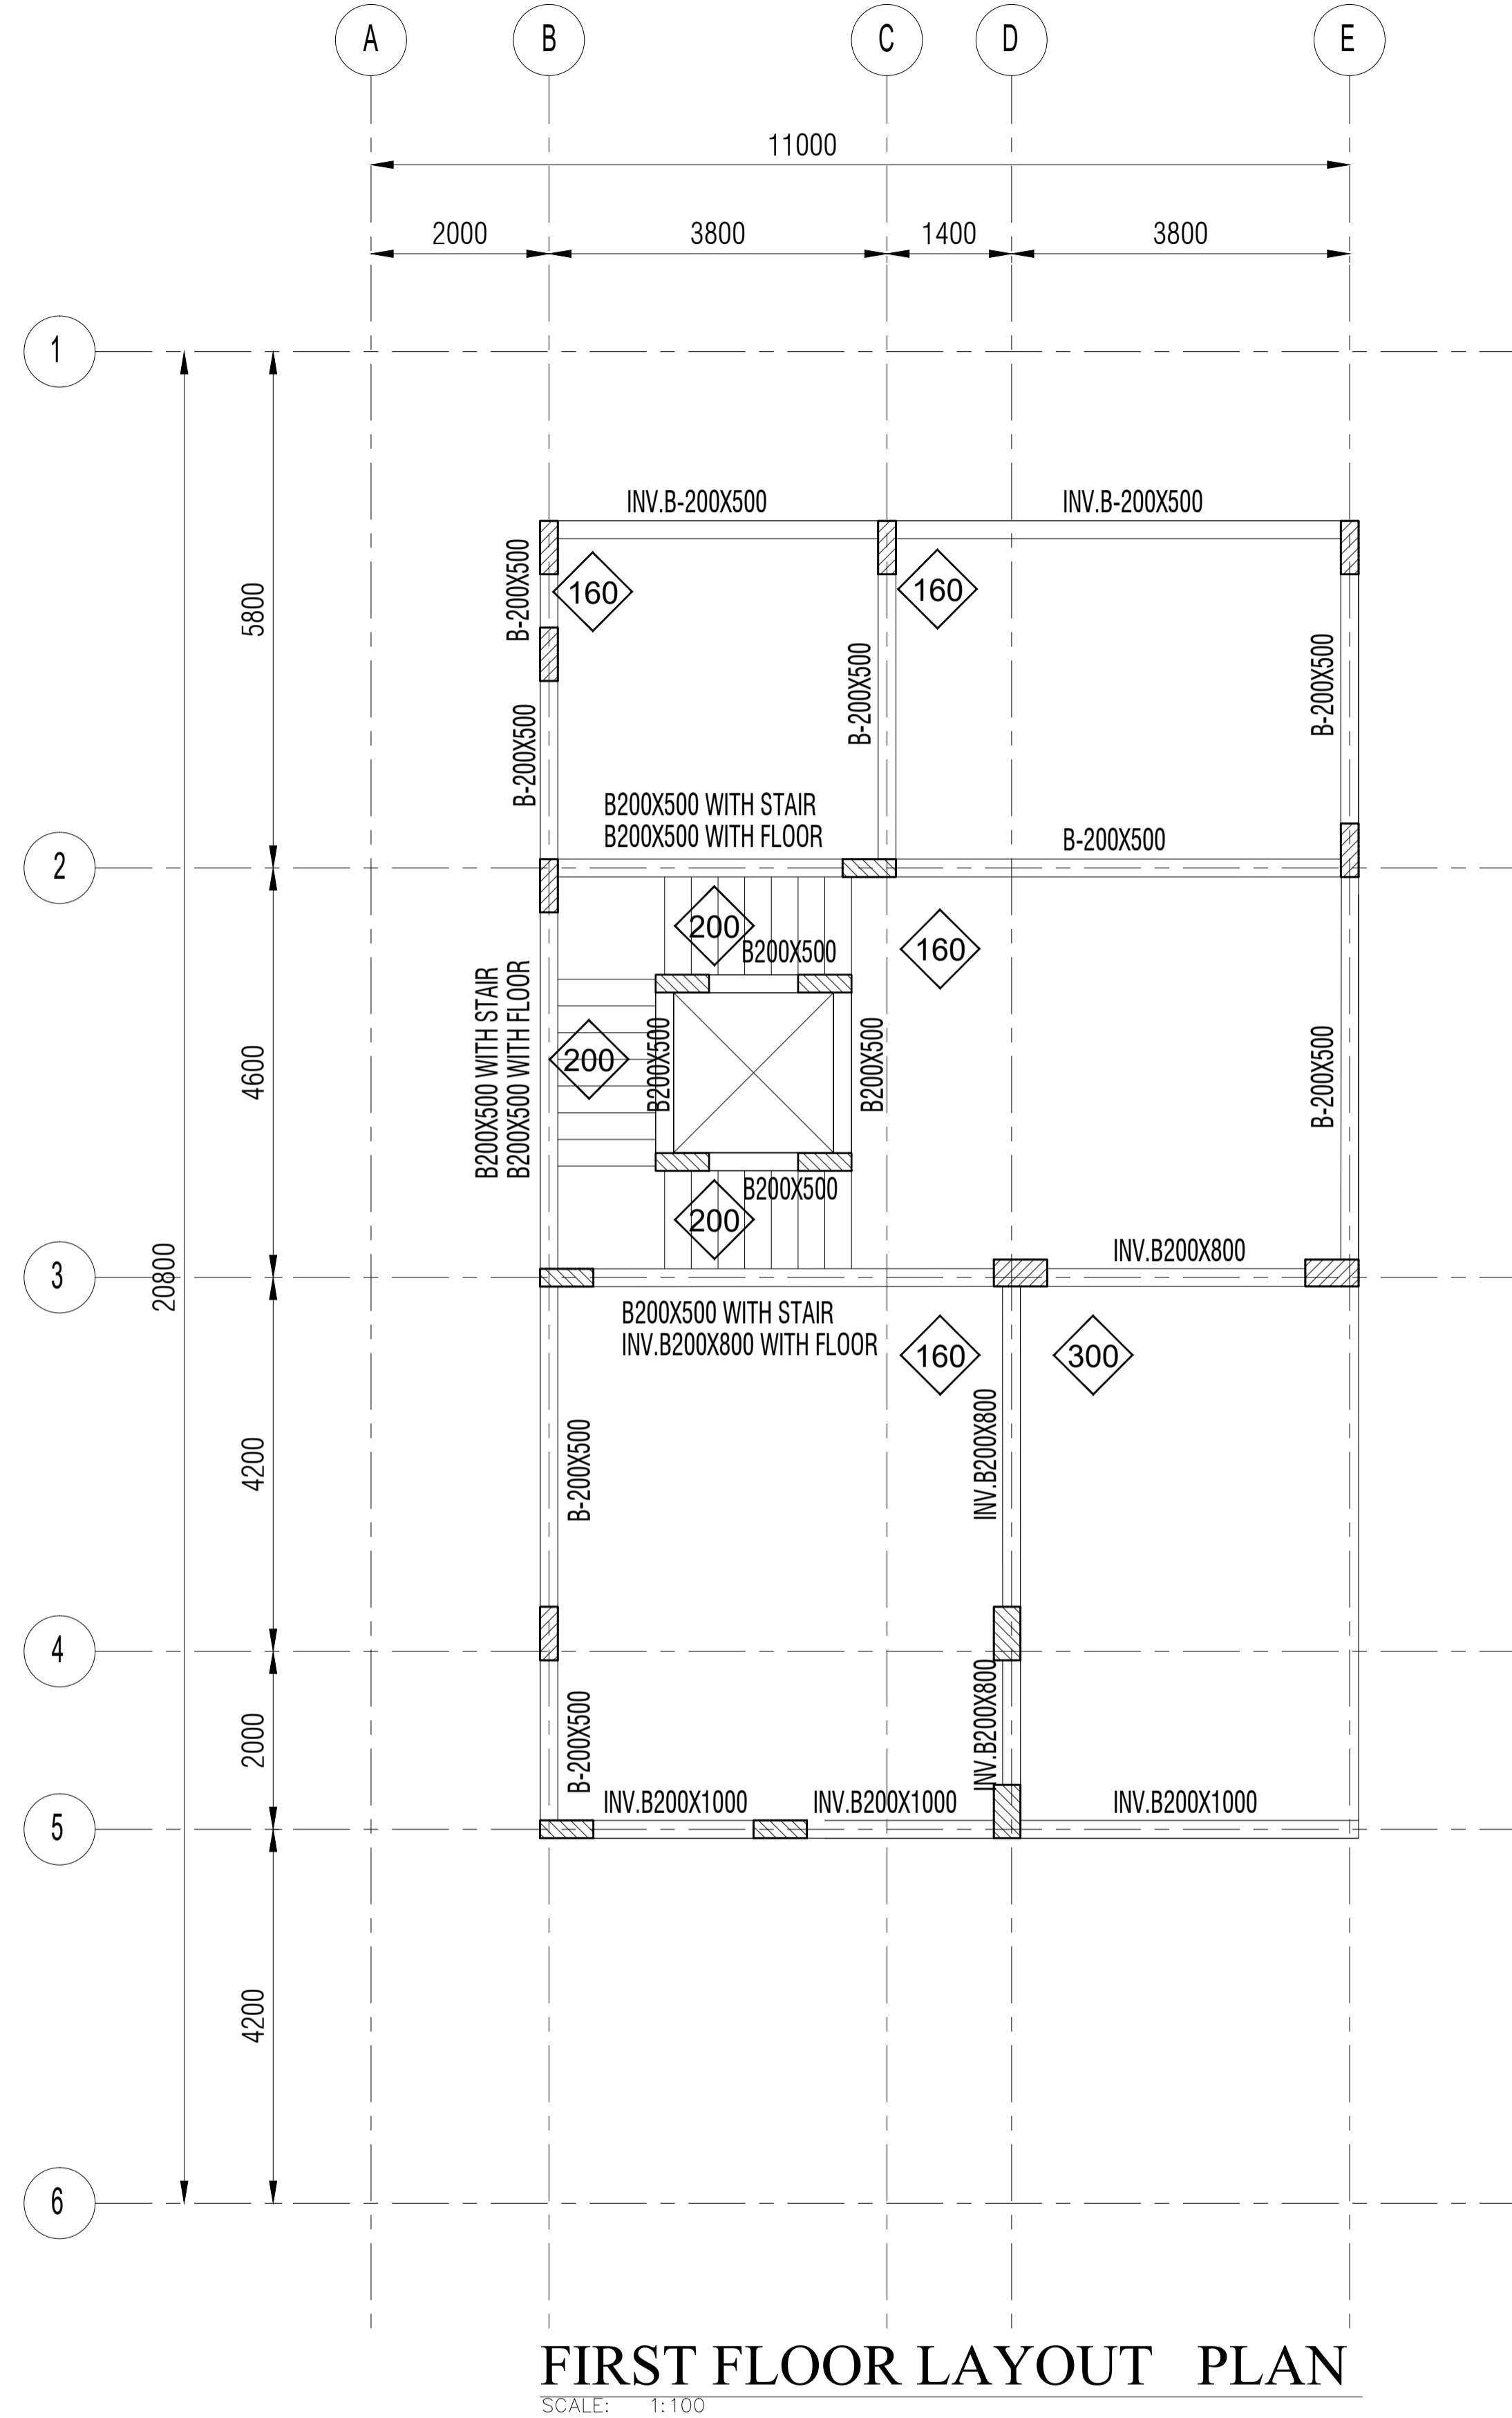 A
B
C
D
E
11000
2000
3800
1400
3800
1
INV.B-200X500
INV.B-200X500
B-200X500
160
160
5800
B-200X500
B-200X500
B-200X500
B-200X500
B200X500 WITH STAIR
B200X500 WITH FLOOR
B-200X500
2
200
B200X500
160
B200X500 WITH STAIR
B200X500 WITH FLOOR
4600
200
B200X500
B200X500
B-200X500
B200X500
200
20800
3
INV.B200X800
B200X500 WITH STAIR
INV.B200X800 WITH FLOOR
160
300
4200
B-200X500
INV.B200X800
4
2000
B-200X500
INV.B200X800
INV.B200X1000
INV.B200X1000
INV.B200X1000
5
4200
6
FIRST FLOOR LAYOUT PLAN
SCALE: 1:100